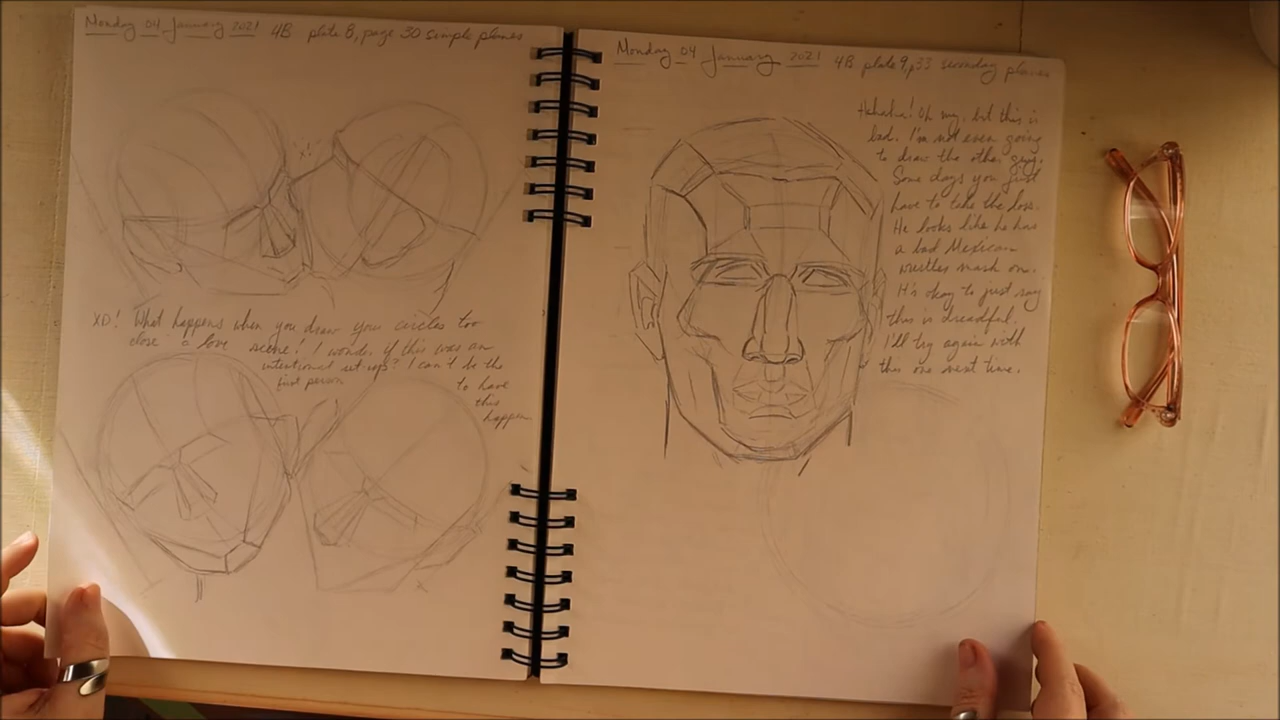 Monday 04 January 2021 4B plate 8, page 30 simple planes
x!
XD! What happens when you draw your circles too
close: a love scene! I wonder if this was an
intentional set-up? I can't be the
first person to have
this
happen
Monday 04 January 2021 4B plate 9, p33 secondary planes
Hahaha! Oh my, but this is
bad. I'm not even going
to draw the other guy.
Some days you just
have to take the loss.
He looks like he has
a bad Mexican
wrestler mask on.
It's okay to just say
this is dreadful.
I'll try again with
this one next time.